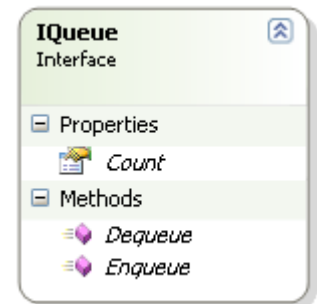 IQueue
Interface
Properties
Count
Methods
Dequeue
Enqueue